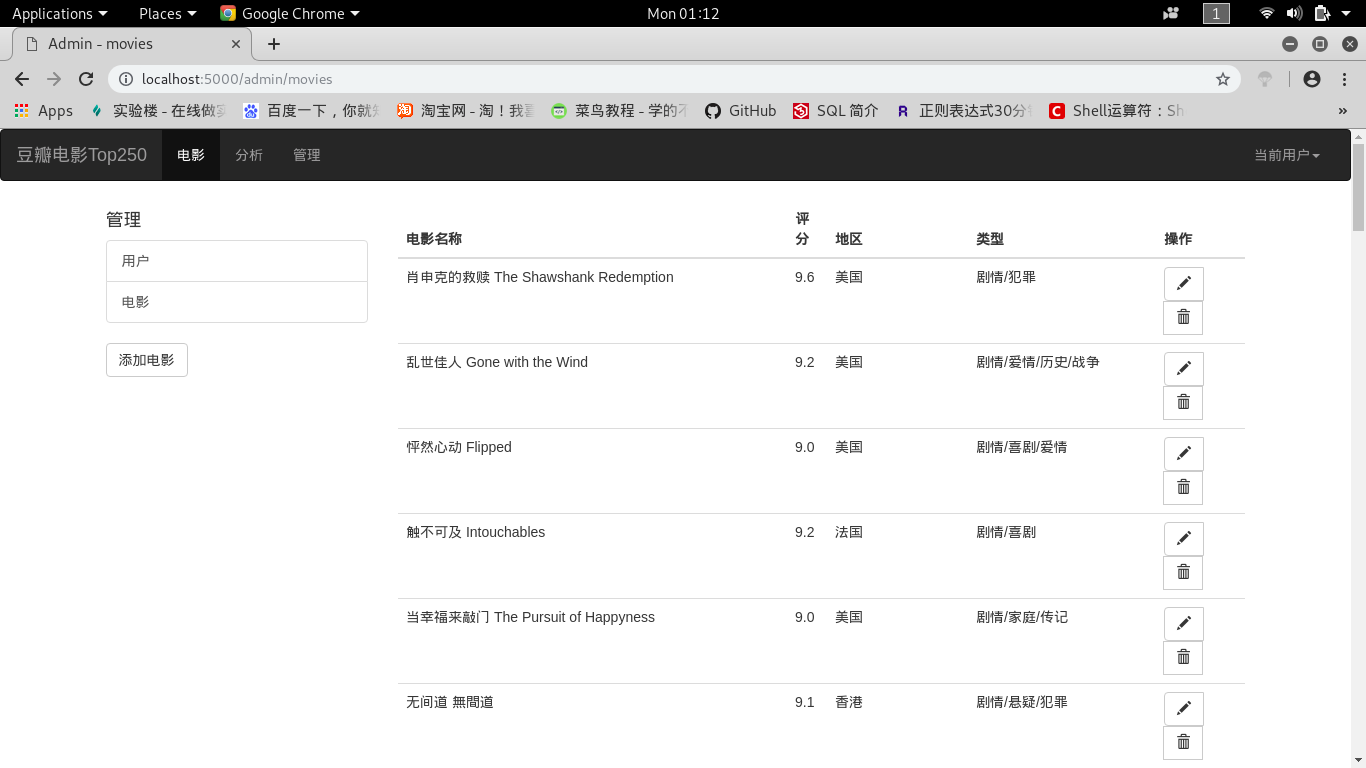 Applications Places Google Chrome Mon 01:12 1
Admin - movies
localhost:5000/admin/movies
Apps 实验楼 - 在线做实 百度一下，你就知 淘宝网 - 淘！我喜 菜鸟教程 - 学的不 GitHub SQL 简介 正则表达式30分钟 Shell运算符：Sh »
豆瓣电影Top250 电影 分析 管理 当前用户
管理
用户
电影
添加电影
电影名称 评分 地区 类型 操作
肖申克的救赎 The Shawshank Redemption 9.6 美国 剧情/犯罪
乱世佳人 Gone with the Wind 9.2 美国 剧情/爱情/历史/战争
怦然心动 Flipped 9.0 美国 剧情/喜剧/爱情
触不可及 Intouchables 9.2 法国 剧情/喜剧
当幸福来敲门 The Pursuit of Happyness 9.0 美国 剧情/家庭/传记
无间道 無間道 9.1 香港 剧情/悬疑/犯罪